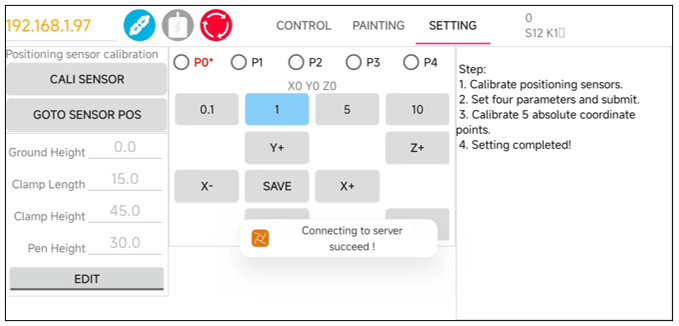 192.168.1.97
CONTROL
PAINTING
SETTING
0
S12 K1
Positioning sensor calibration
CALI SENSOR
GOTO SENSOR POS
Ground Height 0.0
Clamp Length 15.0
Clamp Height 45.0
Pen Height 30.0
EDIT
P0*
P1
P2
P3
P4
X0 Y0 Z0
0.1
1
5
10
Y+
Z+
X-
SAVE
X+
Connecting to server
succeed !
Step:
1. Calibrate positioning sensors.
2. Set four parameters and submit.
3. Calibrate 5 absolute coordinate
points.
4. Setting completed!